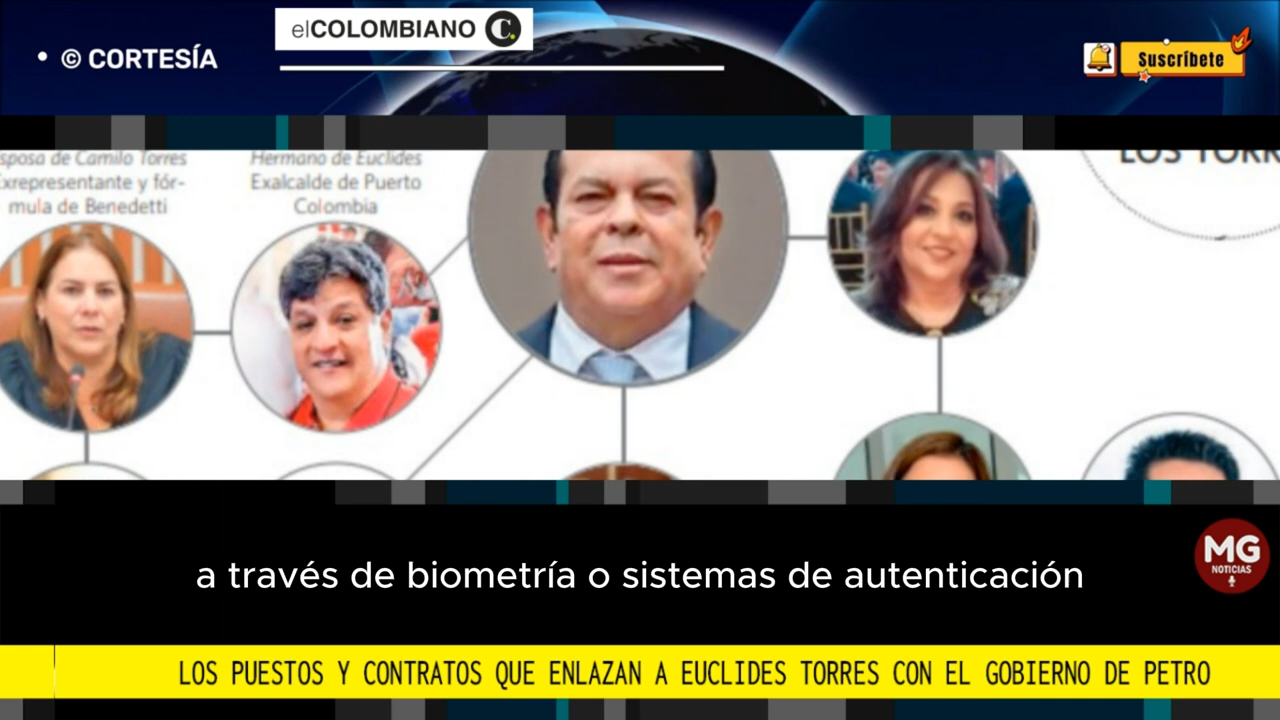 elCOLOMBIANO C.
• © CORTESÍA
Suscríbete
sposa de Camilo Torres
xrepresentante y fór-
mula de Benedetti
Hermano de Euclides
Exalcalde de Puerto
Colombia
LOS TORR
a través de biometría o sistemas de autenticación
MG
NOTICIAS
LOS PUESTOS Y CONTRATOS QUE ENLAZAN A EUCLIDES TORRES CON EL GOBIERNO DE PETRO